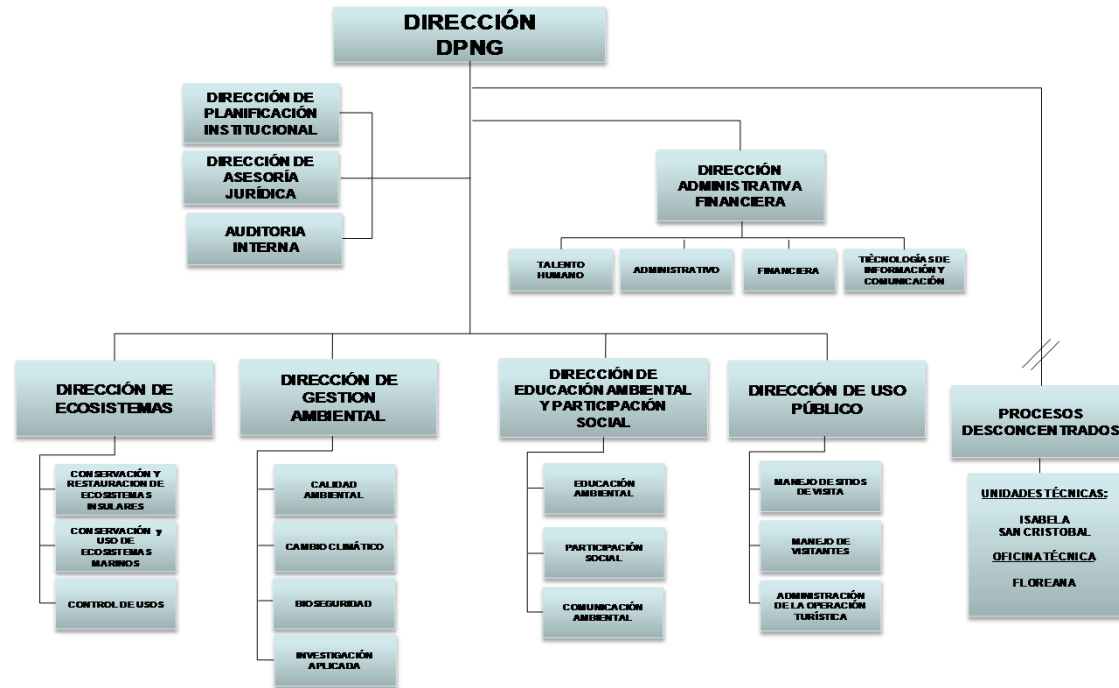 DIRECCIÓN
DPNG
DIRECCIÓN DE
PLANIFICACIÓN
INSTITUCIONAL
DIRECCIÓN DE
ASESORÍA
JURÍDICA
AUDITORIA
INTERNA
DIRECCIÓN
ADMINISTRATIVA
FINANCIERA
TALENTO
HUMANO
ADMINISTRATIVO
FINANCIERA
TIÈCNOLOGÍAS DE
INFORMACIÓN Y
COMUNICACIÓN
DIRECCIÓN DE
ECOSISTEMAS
CONSERVACIÓN Y
RESTAURACION DE
ECOSISTEMAS
INSULARES
CONSERVACIÓN y
USO DE
ECOSISTEMAS
MARINOS
CONTROL DE USOS
DIRECCIÓN DE
GESTION
AMBIENTAL
CALIDAD
AMBIENTAL
CAMBIO CLIMÁTICO
BIOSEGURIDAD
INVESTIGACIÓN
APLICADA
DIRECCIÓN DE
EDUCACIÓN AMBIENTAL
Y PARTICIPACIÓN
SOCIAL
EDUCACIÓN
AMBIENTAL
PARTICIPACIÓN
SOCIAL
COMUNICACIÓN
AMBIENTAL
DIRECCIÓN DE USO
PÚBLICO
MANEJO DE SITIOS
DE VISITA
MANEJO DE
VISITANTES
ADMINISTRACIÓN
DE LA OPERACIÓN
TURÍSTICA
PROCESOS
DESCONCENTRADOS
UNIDADES TÉCNICAS:
ISABELA
SAN CRISTOBAL
OFICINA TÉCNICA
FLOREANA